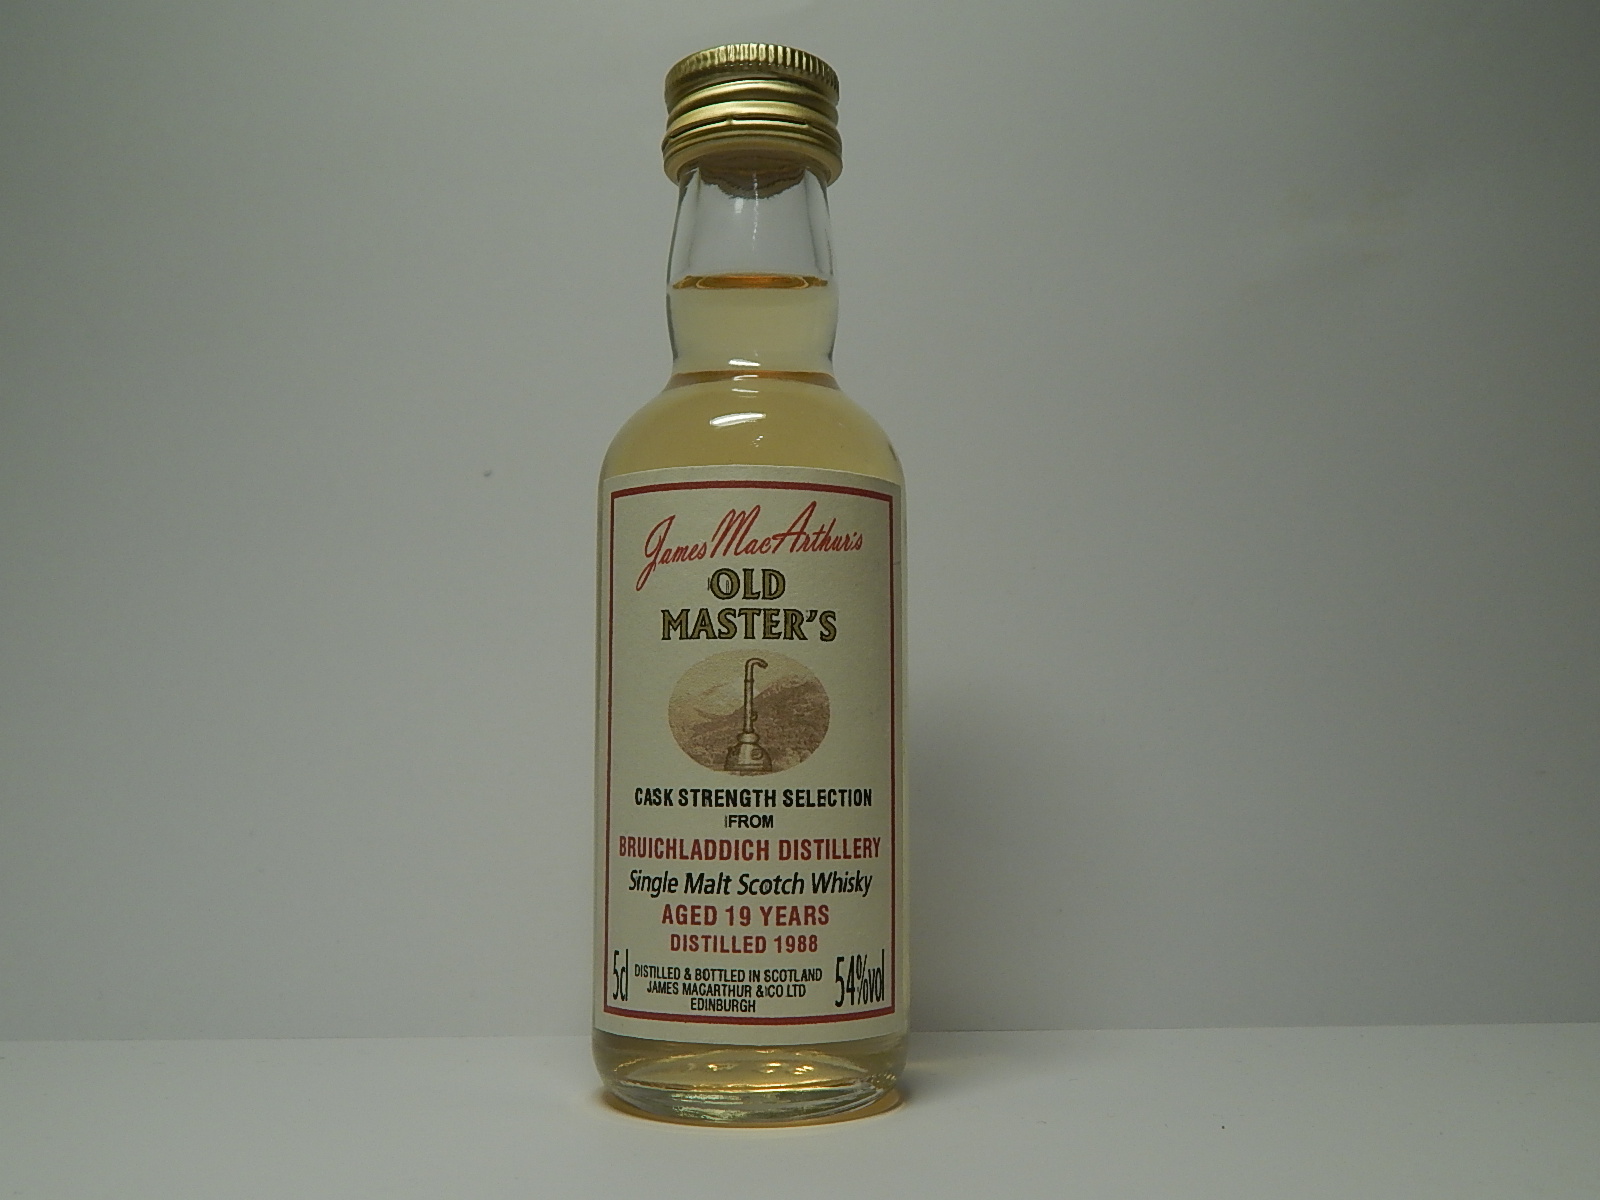 James MacArthur's
OLD
MASTER'S
CASK STRENGTH SELECTION
FROM
BRUICHLADDICH DISTILLERY
Single Malt Scotch Whisky
AGED 19 YEARS
DISTILLED 1988
5cl
DISTILLED & BOTTLED IN SCOTLAND
JAMES MACARTHUR & CO LTD
EDINBURGH
54%vol